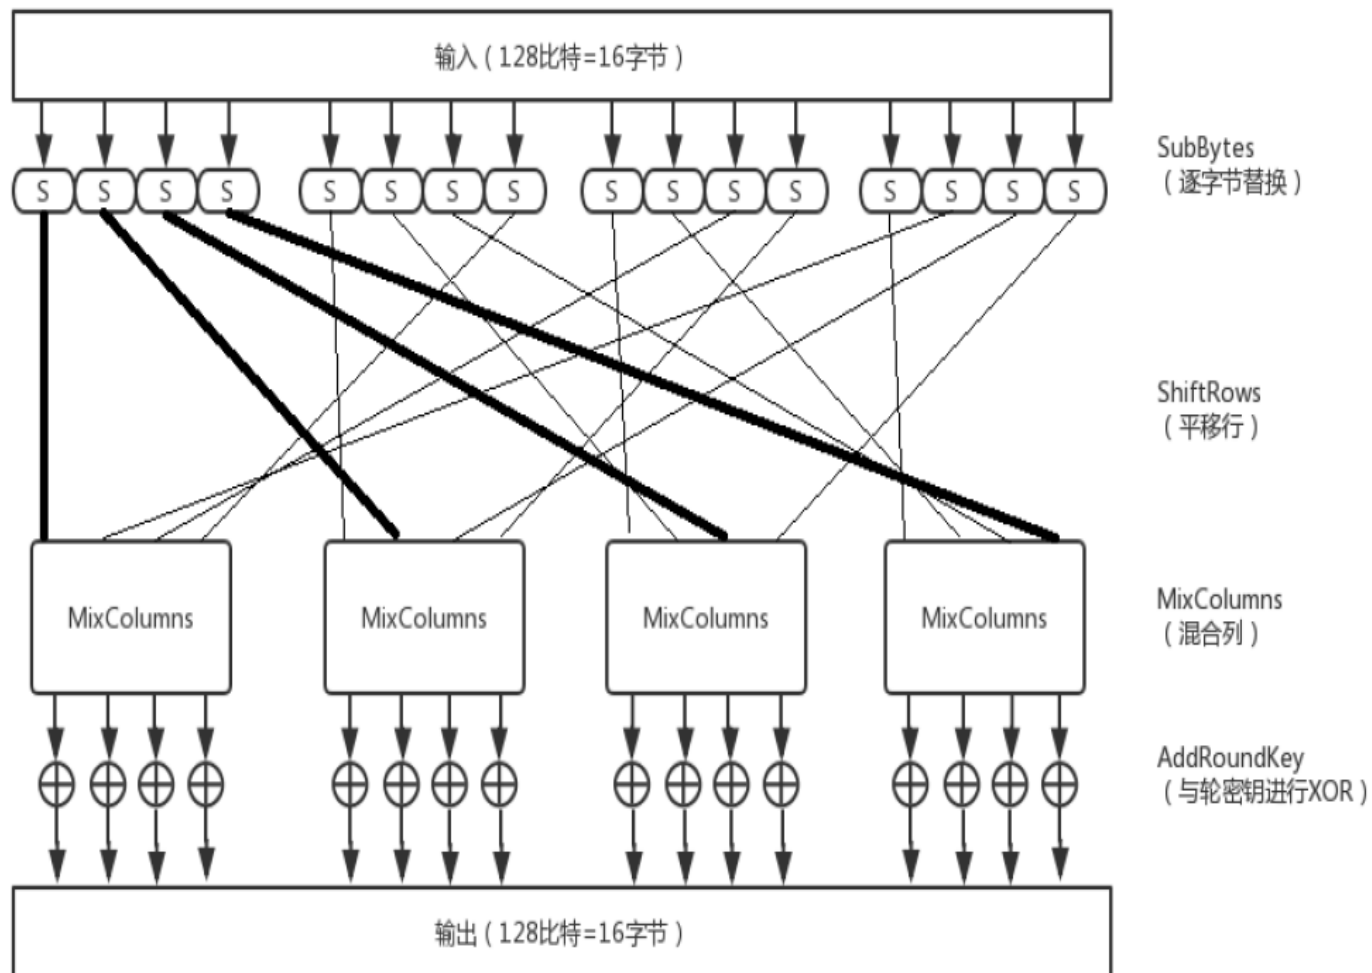 输入（128比特=16字节）
SubBytes
（逐字节替换）
S S S S S S S S S S S S S S S S
ShiftRows
（平移行）
MixColumns MixColumns MixColumns MixColumns
MixColumns
（混合列）
AddRoundKey
（与轮密钥进行XOR）
输出（128比特=16字节）